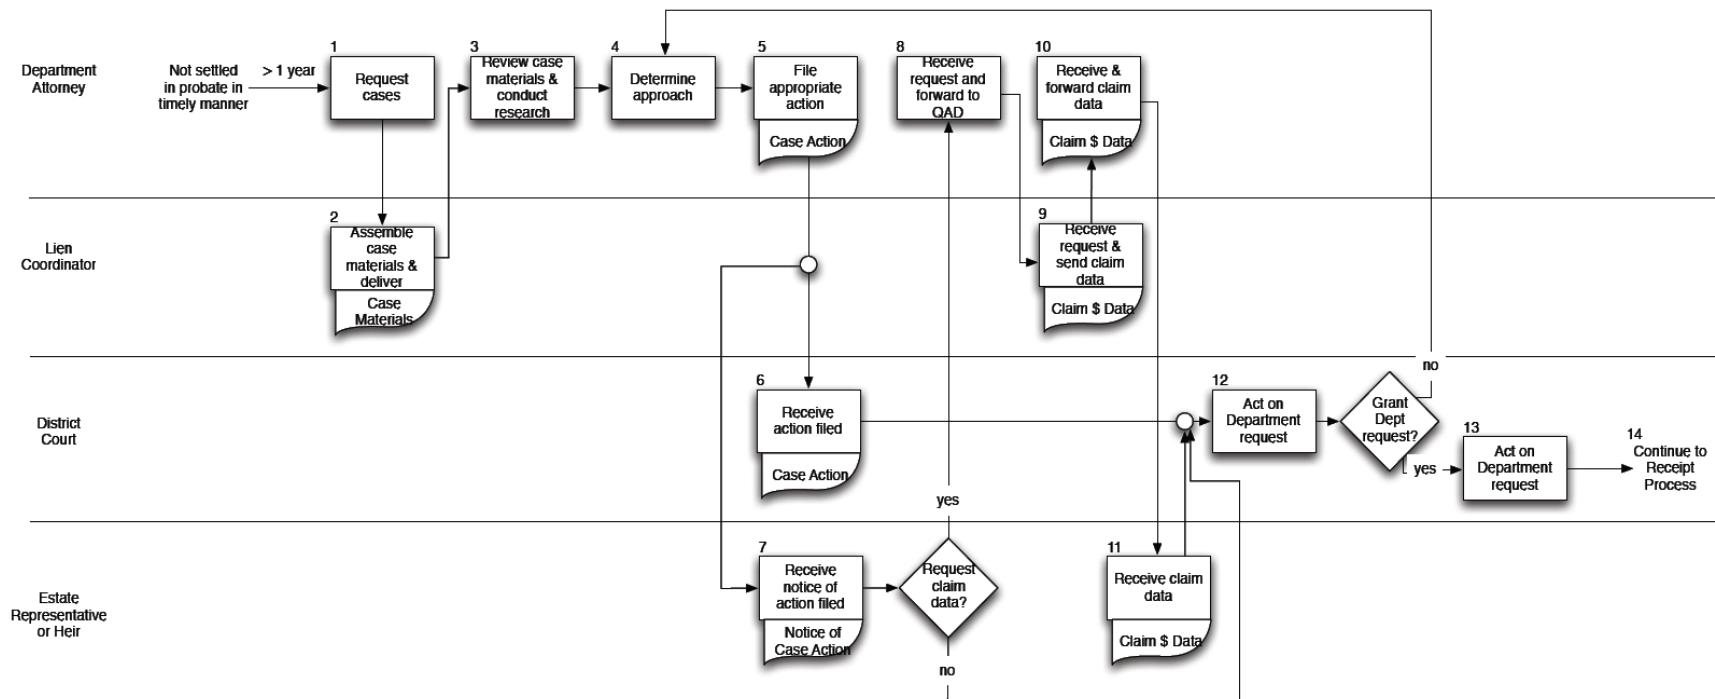 Department
Attorney
Not settled
in probate in
timely manner
> 1 year
1
Request
cases
3
Review case
materials &
conduct
research
4
Determine
approach
5
File
appropriate
action
Case Action
8
Receive
request and
forward to
QAD
10
Receive &
forward claim
data
Claim $ Data
Lien
Coordinator
2
Assemble
case
materials &
deliver
Case
Materials
9
Receive
request &
send claim
data
Claim $ Data
District
Court
6
Receive
action filed
Case Action
12
Act on
Department
request
Grant
Dept
request?
no
yes
13
Act on
Department
request
14
Continue to
Receipt
Process
Estate
Representative
or Heir
7
Receive
notice of
action filed
Notice of
Case Action
Request
claim
data?
yes
no
11
Receive claim
data
Claim $ Data